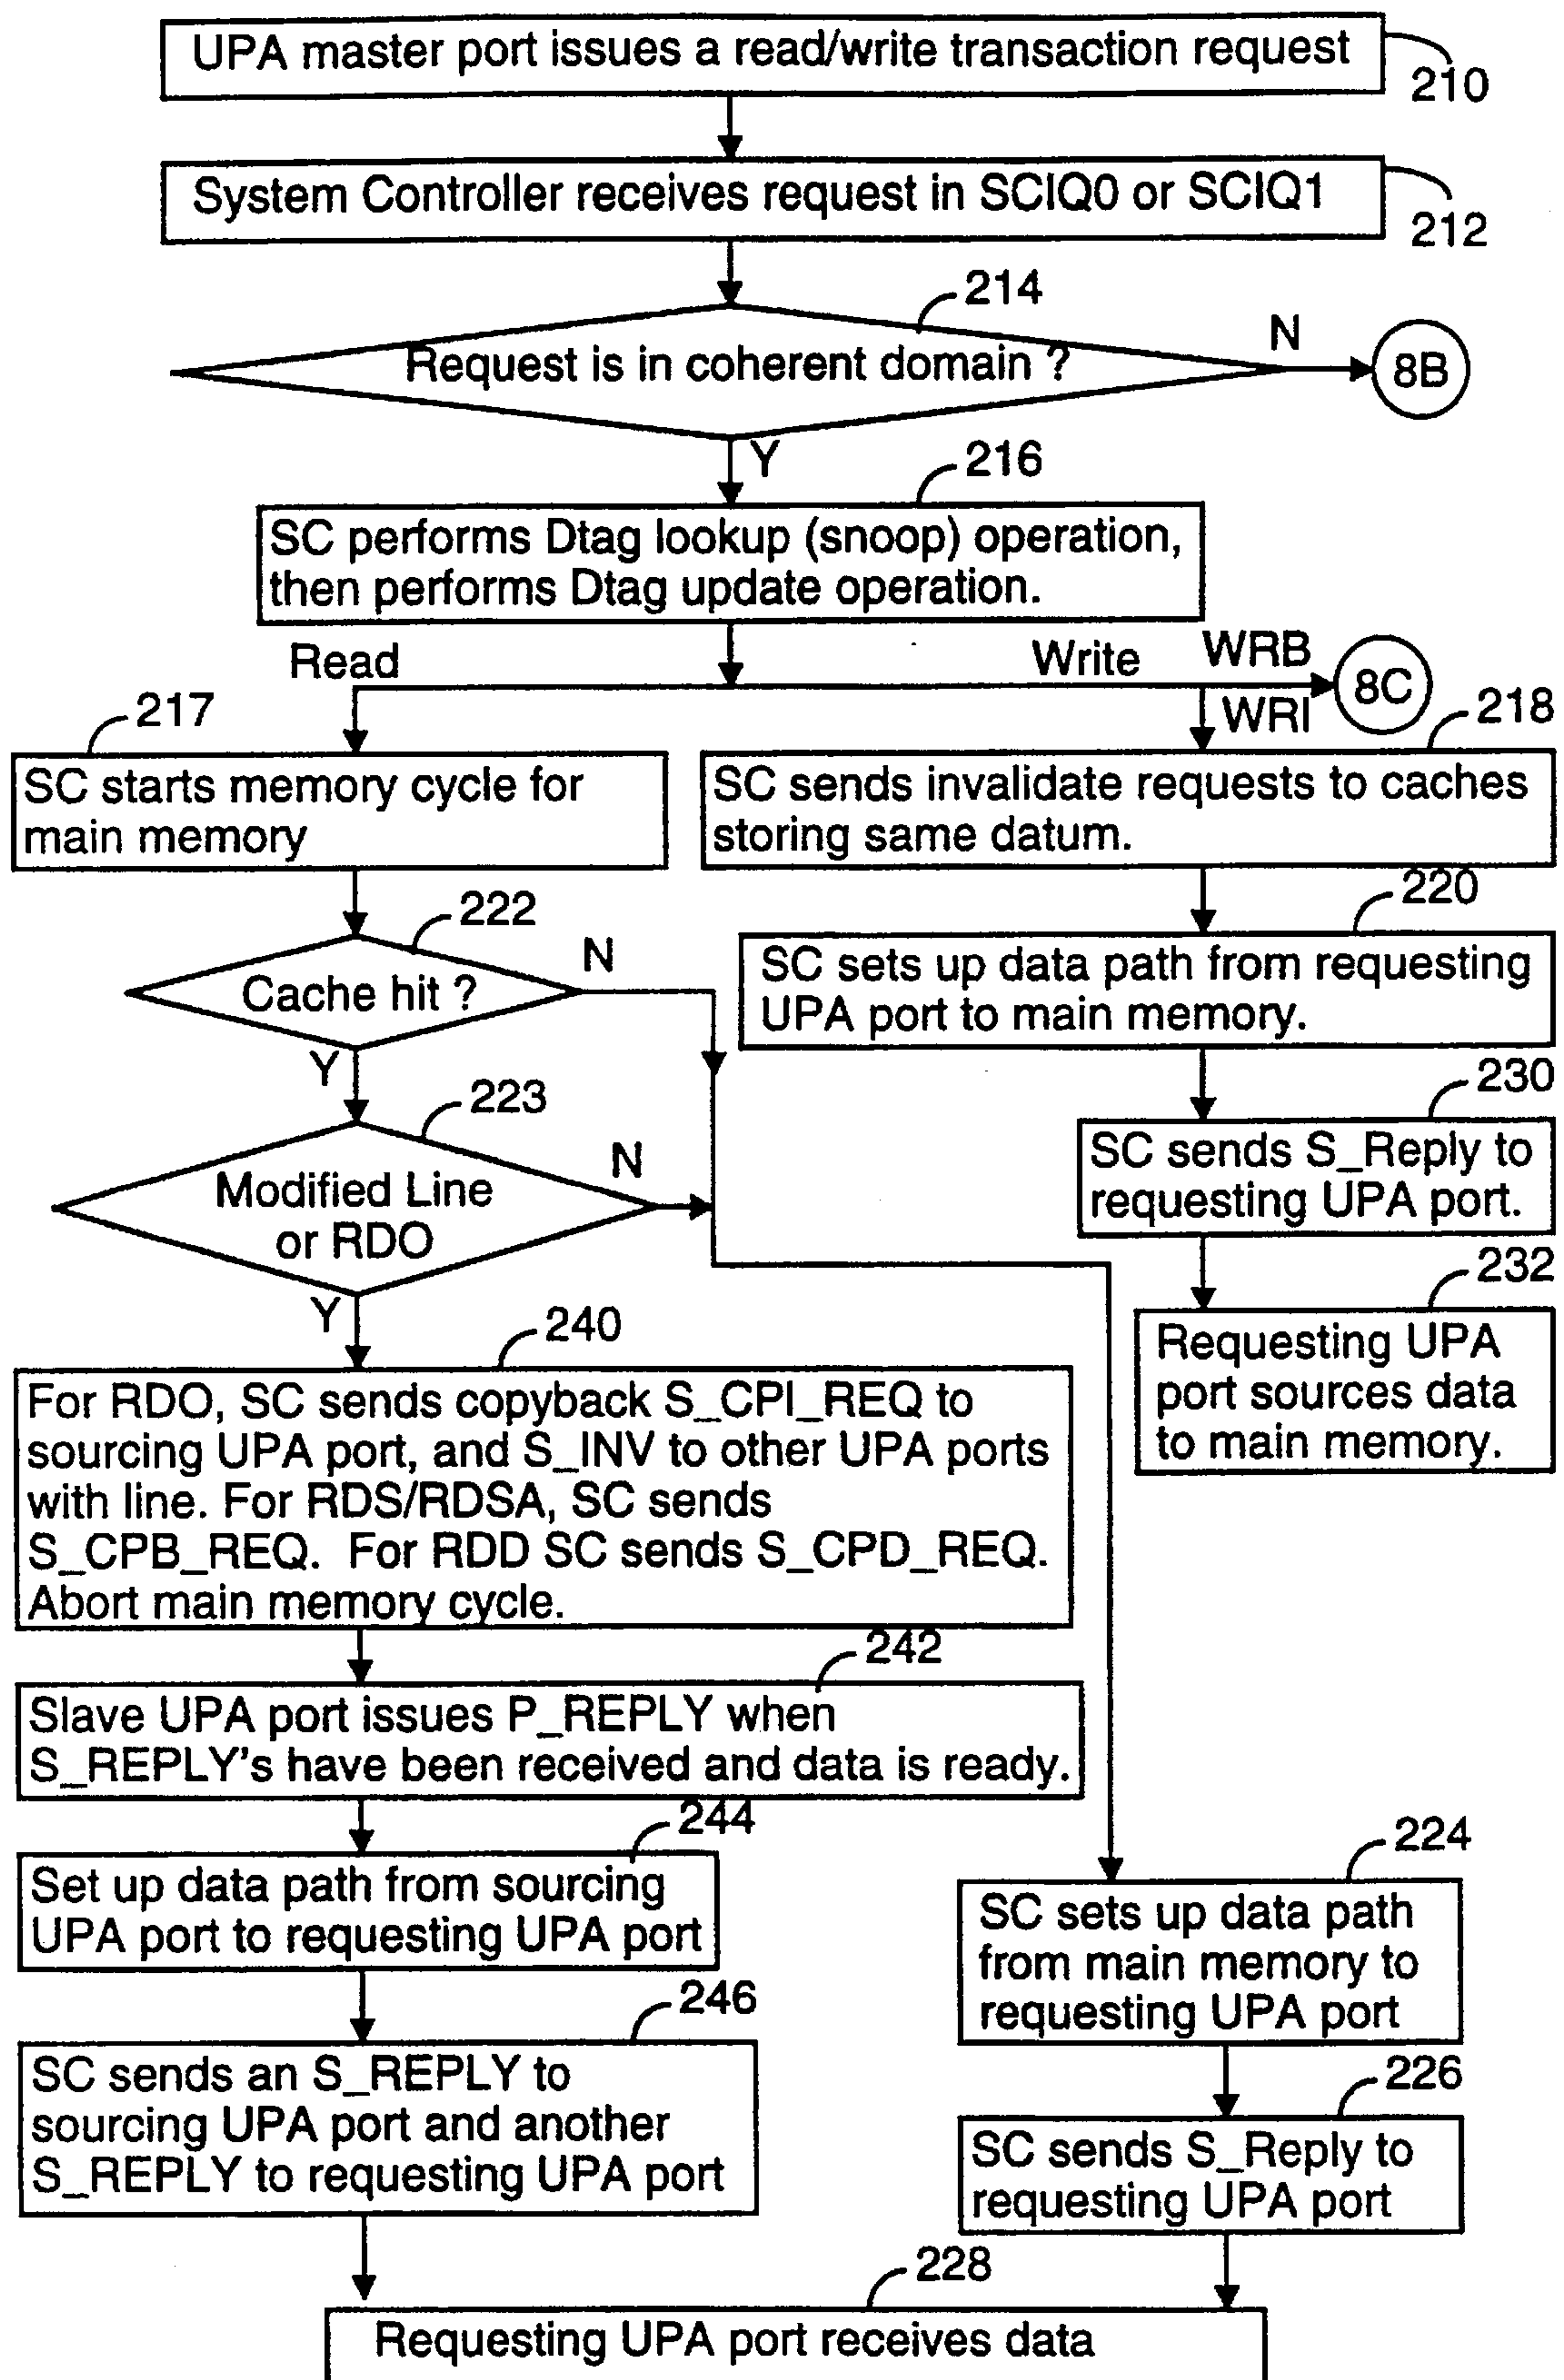 UPA master port issues a read/write transaction request
210
System Controller receives request in SCIQ0 or SCIQ1
212
214
Request is in coherent domain ?
N
8B
Y
216
SC performs Dtag lookup (snoop) operation,
then performs Dtag update operation.
Read
Write
WRB
8C
WRI
217
SC starts memory cycle for
main memory
218
SC sends invalidate requests to caches
storing same datum.
222
Cache hit ?
N
Y
220
SC sets up data path from requesting
UPA port to main memory.
223
Modified Line
or RDO
N
Y
230
SC sends S_Reply to
requesting UPA port.
232
Requesting UPA
port sources data
to main memory.
240
For RDO, SC sends copyback S_CPI_REQ to
sourcing UPA port, and S_INV to other UPA ports
with line. For RDS/RDSA, SC sends
S_CPB_REQ. For RDD SC sends S_CPD_REQ.
Abort main memory cycle.
242
Slave UPA port issues P_REPLY when
S_REPLY's have been received and data is ready.
244
Set up data path from sourcing
UPA port to requesting UPA port
224
SC sets up data path
from main memory to
requesting UPA port
246
SC sends an S_REPLY to
sourcing UPA port and another
S_REPLY to requesting UPA port
226
SC sends S_Reply to
requesting UPA port
228
Requesting UPA port receives data